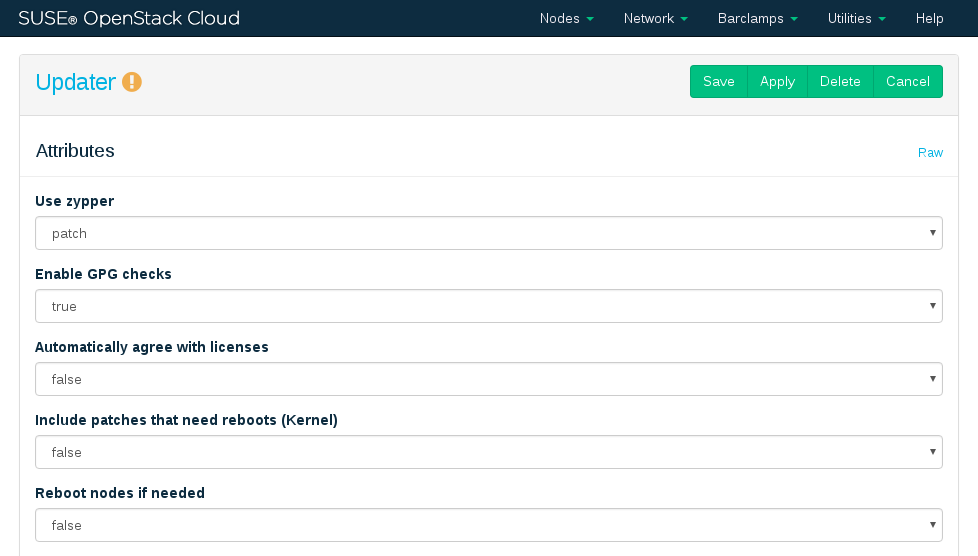 SUSE® OpenStack Cloud Nodes Network Barclamps Utilities Help
Updater Save Apply Delete Cancel
Attributes Raw
Use zypper
patch
Enable GPG checks
true
Automatically agree with licenses
false
Include patches that need reboots (Kernel)
false
Reboot nodes if needed
false